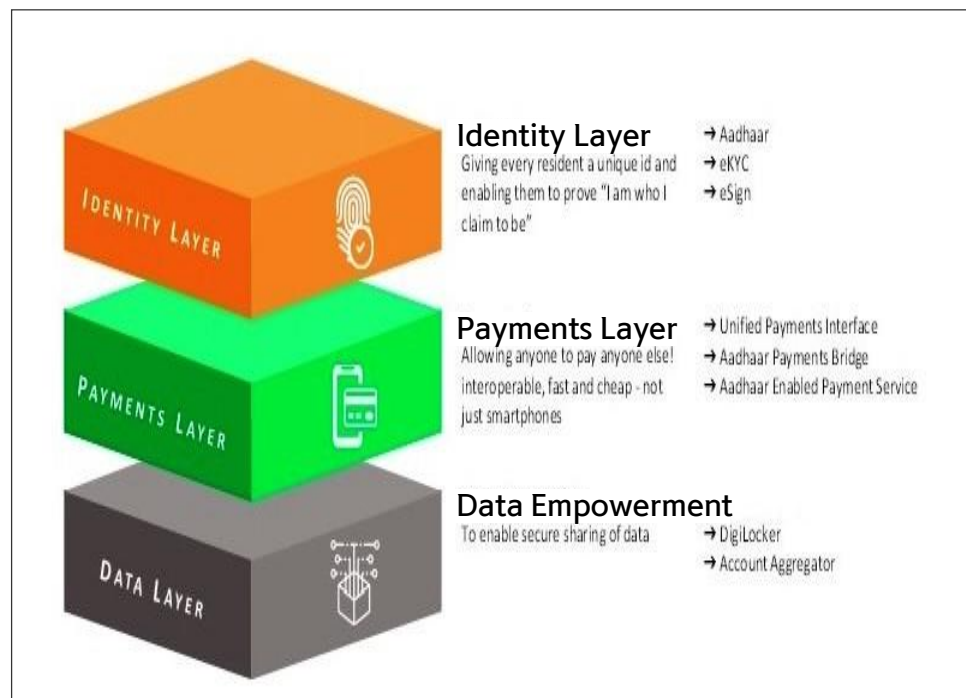 IDENTITY LAYER
Identity Layer
Giving every resident a unique id and
enabling them to prove “I am who I
claim to be”
→ Aadhaar
→ eKYC
→ eSign
PAYMENTS LAYER
Payments Layer
Allowing anyone to pay anyone else!
interoperable, fast and cheap - not
just smartphones
→ Unified Payments Interface
→ Aadhaar Payments Bridge
→ Aadhaar Enabled Payment Service
DATA LAYER
Data Empowerment
To enable secure sharing of data
→ DigiLocker
→ Account Aggregator